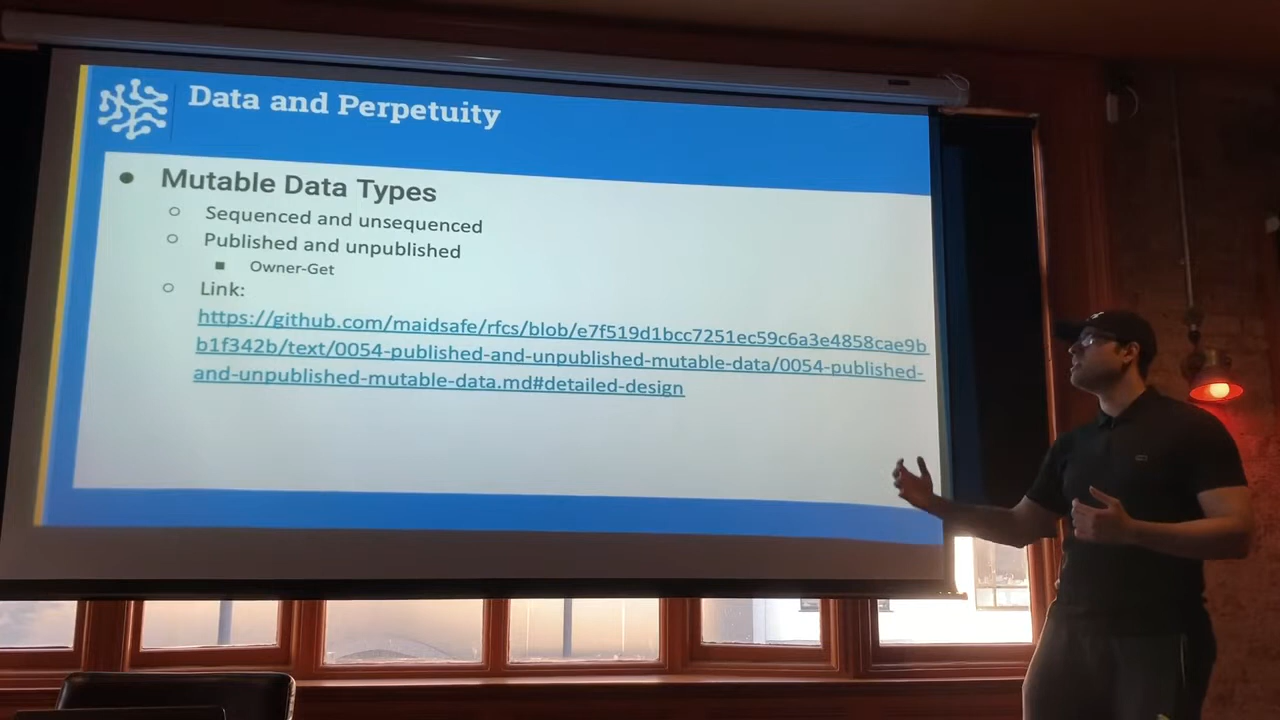 Data and Perpetuity
● Mutable Data Types
○ Sequenced and unsequenced
○ Published and unpublished
■ Owner-Get
○ Link:
https://github.com/maidsafe/rfcs/blob/e7f519d1bcc7251ec59c6a3e4858cae9b
b1f342b/text/0054-published-and-unpublished-mutable-data/0054-published-
and-unpublished-mutable-data.md#detailed-design